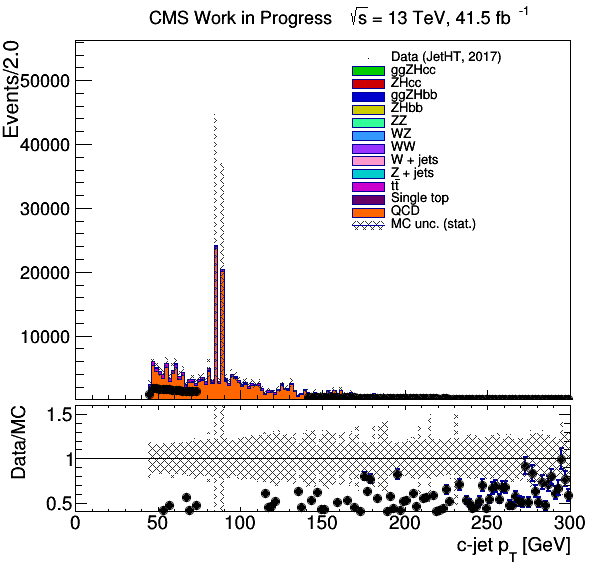 CMS Work in Progress √s = 13 TeV, 41.5 fb⁻¹
Events/2.0
50000
40000
30000
20000
10000
Data (JetHT, 2017)
ggZHcc
ZHcc
ggZHbb
ZHbb
ZZ
WZ
WW
W + jets
Z + jets
tt̄
Single top
QCD
MC unc. (stat.)
Data/MC
1.5
1
0.5
0 50 100 150 200 250 300
c-jet p_T [GeV]